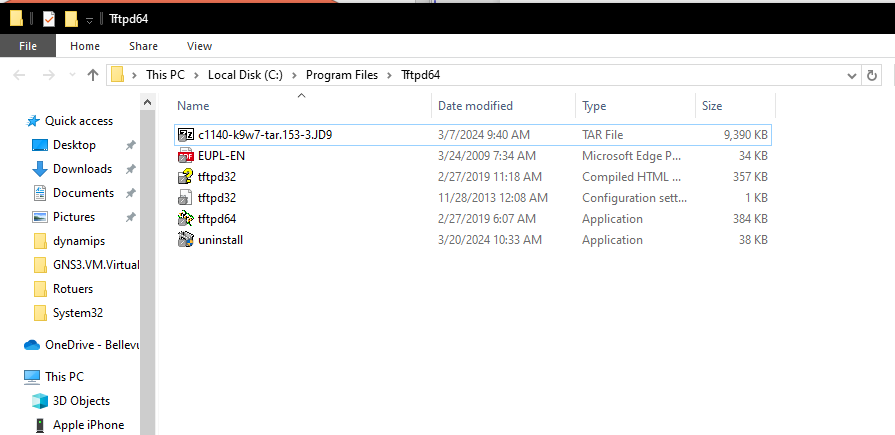 Tftpd64
File Home Share View
This PC Local Disk (C:) Program Files Tftpd64
Name Date modified Type Size
Quick access
Desktop
Downloads
Documents
Pictures
dynamips
GNS3.VM.Virtual
Rotuers
System32
OneDrive - Bellevu
This PC
3D Objects
Apple iPhone
c1140-k9w7-tar.153-3.JD9 3/7/2024 9:40 AM TAR File 9,390 KB
EUPL-EN 3/24/2009 7:34 AM Microsoft Edge P... 34 KB
tftpd32 2/27/2019 11:18 AM Compiled HTML ... 357 KB
tftpd32 11/28/2013 12:08 AM Configuration sett... 1 KB
tftpd64 2/27/2019 6:07 AM Application 384 KB
uninstall 3/20/2024 10:33 AM Application 38 KB